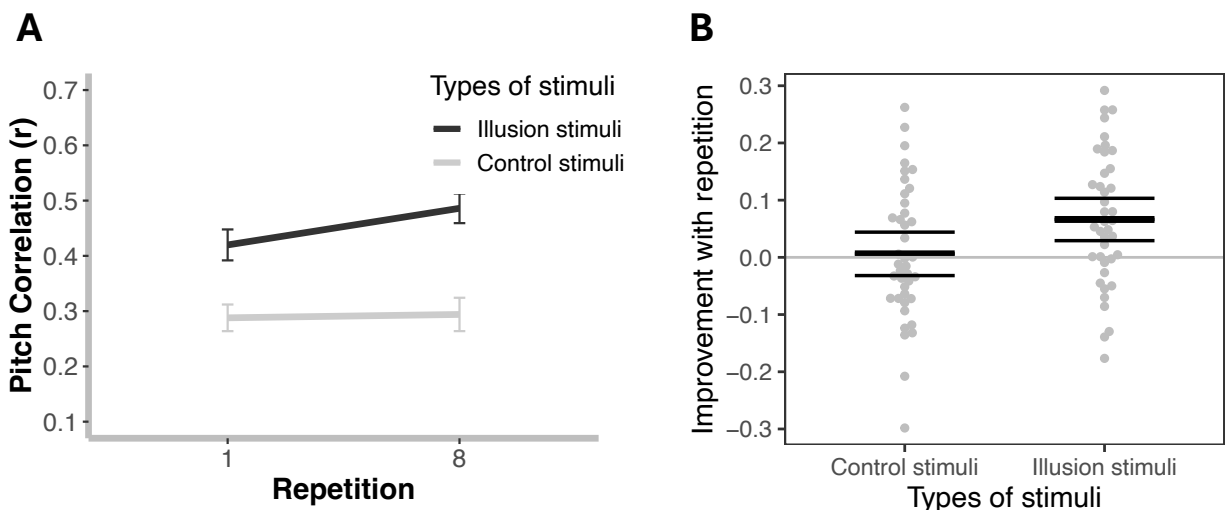 A
Pitch Correlation (r)
0.7
0.6
0.5
0.4
0.3
0.2
0.1
Types of stimuli
Illusion stimuli
Control stimuli
1
8
Repetition
B
Improvement with repetition
0.3
0.2
0.1
0.0
−0.1
−0.2
−0.3
Control stimuli
Illusion stimuli
Types of stimuli